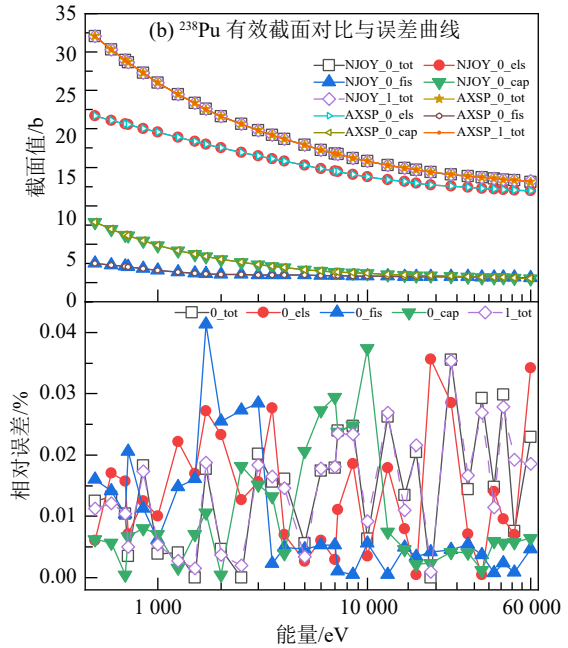 (b) ²³⁸Pu 有效截面对比与误差曲线
NJOY_0_tot NJOY_0_els
NJOY_0_fis NJOY_0_cap
NJOY_1_tot AXSP_0_tot
AXSP_0_els AXSP_0_fis
AXSP_0_cap AXSP_1_tot
35
30
25
20
15
10
5
0
截面值/b
0_tot 0_els 0_fis 0_cap 1_tot
0.04
0.03
0.02
0.01
0.00
相对误差/%
1 000 10 000 60 000
能量/eV